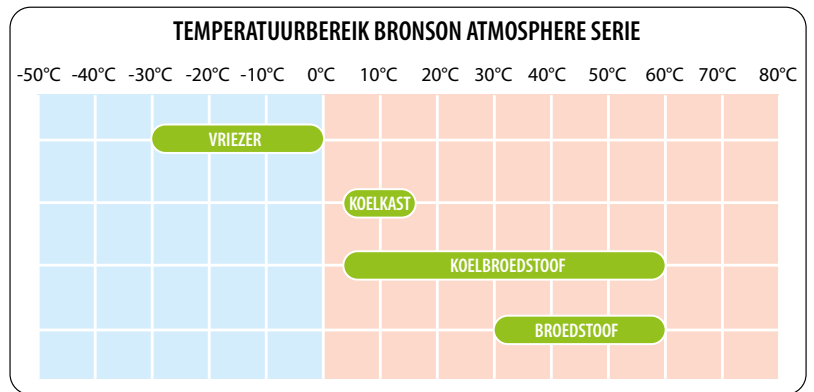 TEMPERATUURBEREIK BRONSON ATMOSPHERE SERIE
-50°C -40°C -30°C -20°C -10°C 0°C 10°C 20°C 30°C 40°C 50°C 60°C 70°C 80°C
VRIEZER
KOELKAST
KOELBROEDSTOOF
BROEDSTOOF